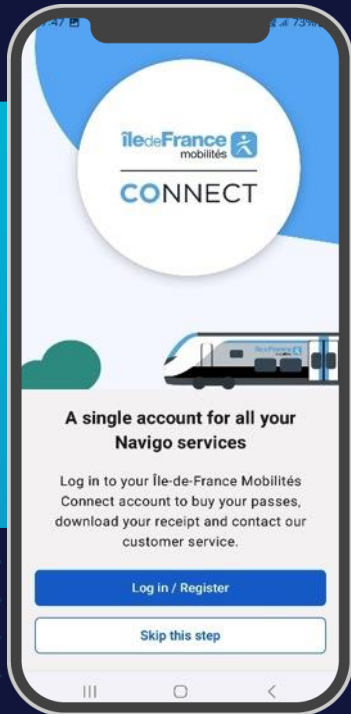 :47
73%
îledeFrance
mobilités
CONNECT
A single account for all your
Navigo services
Log in to your Île-de-France Mobilités
Connect account to buy your passes,
download your receipt and contact our
customer service.
Log in / Register
Skip this step